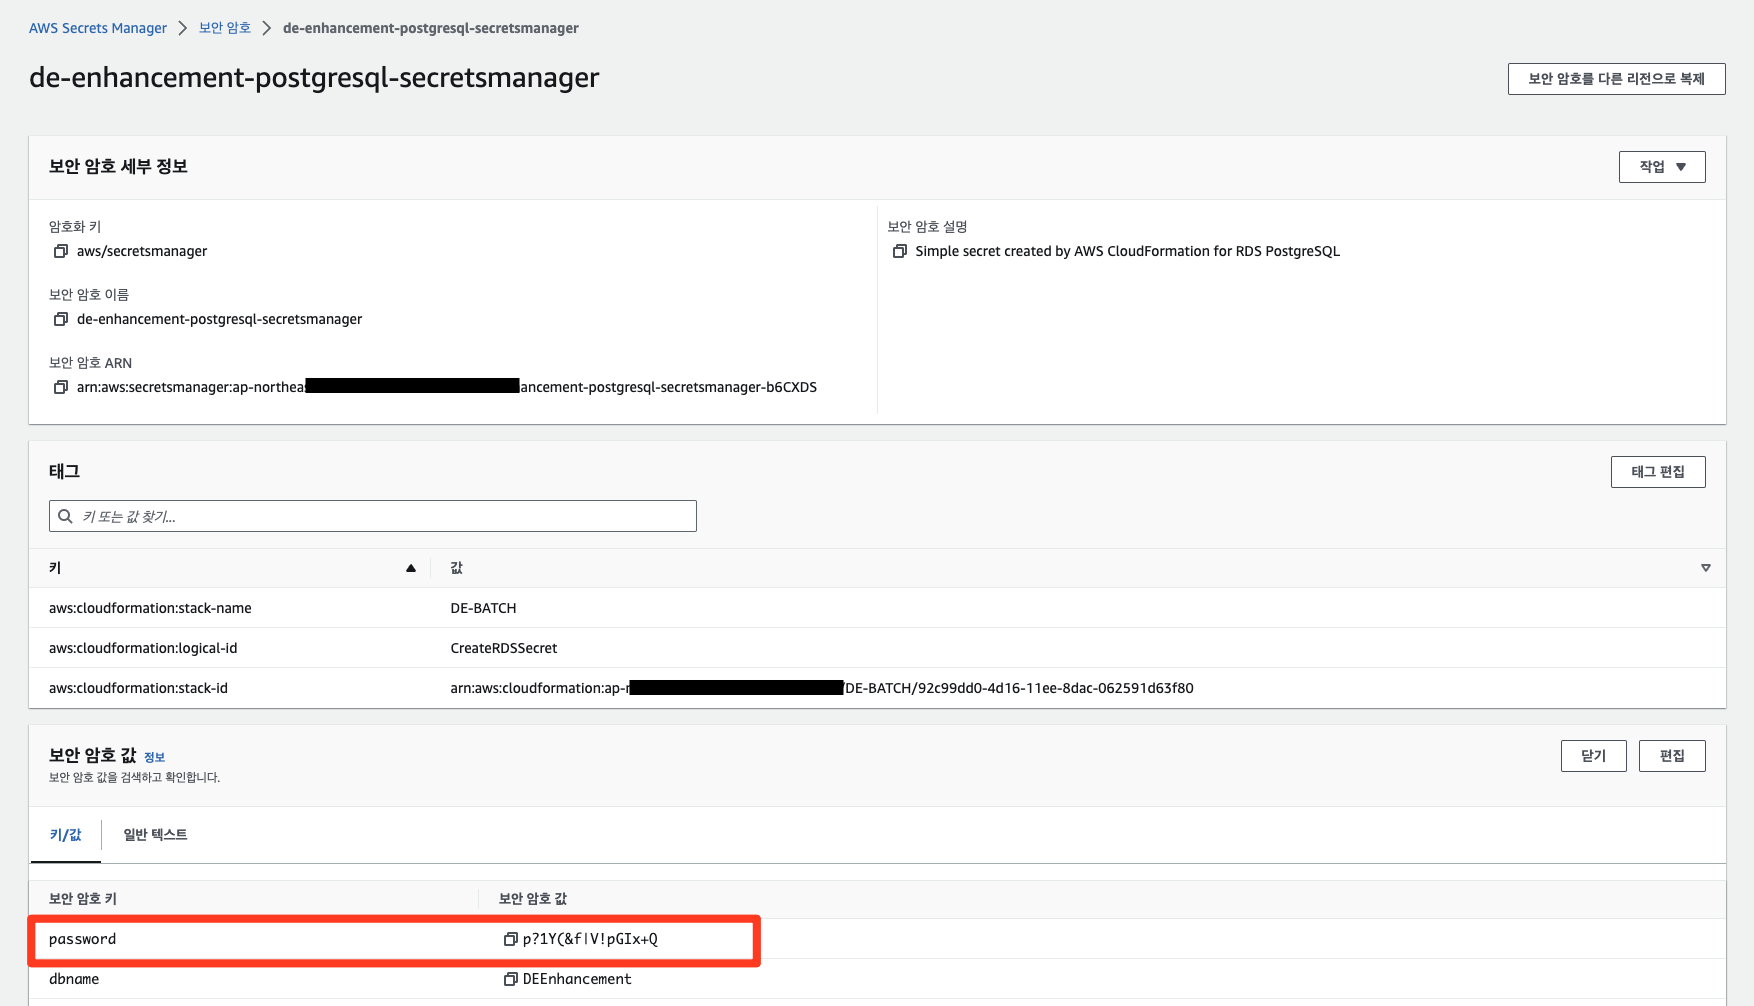 AWS Secrets Manager > 보안 암호 > de-enhancement-postgresql-secretsmanager
de-enhancement-postgresql-secretsmanager
보안 암호를 다른 리전으로 복제
보안 암호 세부 정보
작업
암호화 키
aws/secretsmanager
보안 암호 이름
de-enhancement-postgresql-secretsmanager
보안 암호 ARN
arn:aws:secretsmanager:ap-northeas ancement-postgresql-secretsmanager-b6CXDS
보안 암호 설명
Simple secret created by AWS CloudFormation for RDS PostgreSQL
태그
태그 편집
키 또는 값 찾기...
키 값
aws:cloudformation:stack-name DE-BATCH
aws:cloudformation:logical-id CreateRDSSecret
aws:cloudformation:stack-id arn:aws:cloudformation:ap-n /DE-BATCH/92c99dd0-4d16-11ee-8dac-062591d63f80
보안 암호 값 정보
보안 암호 값을 검색하고 확인합니다.
닫기 편집
키/값 일반 텍스트
보안 암호 키 보안 암호 값
password p?1Y(&f|V!pGIx+Q
dbname DEEnhancement